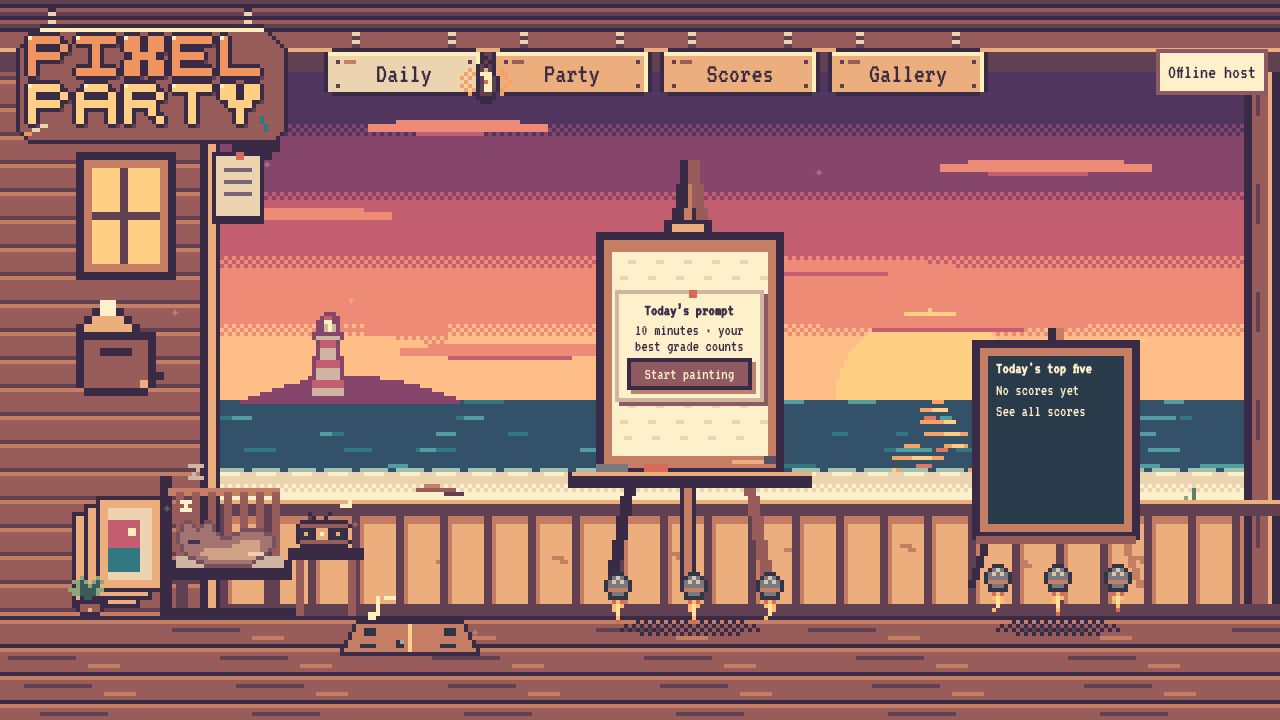 PIXEL
PARTY
Daily
Party
Scores
Gallery
Offline host
Today's prompt
10 minutes · your
best grade counts
Start painting
Today's top five
No scores yet
See all scores